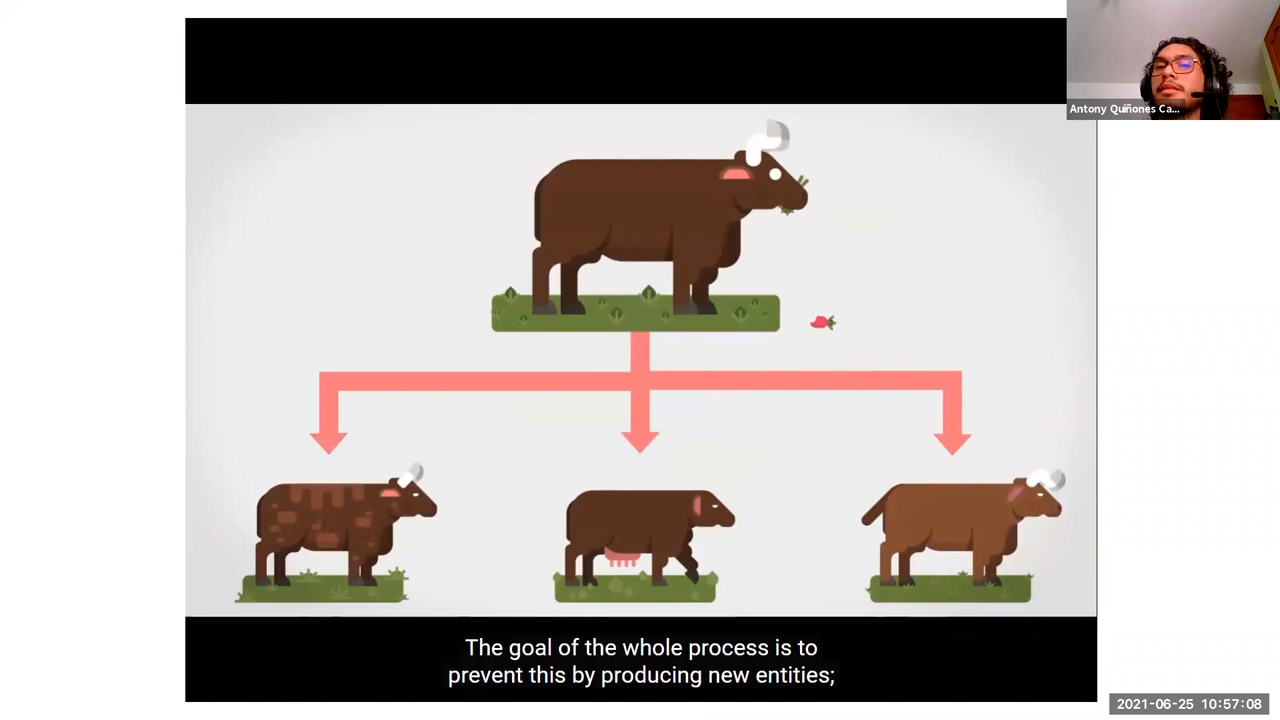 Antony Quiñones Ca...
The goal of the whole process is to
prevent this by producing new entities;
2021-06-25 10:57:08